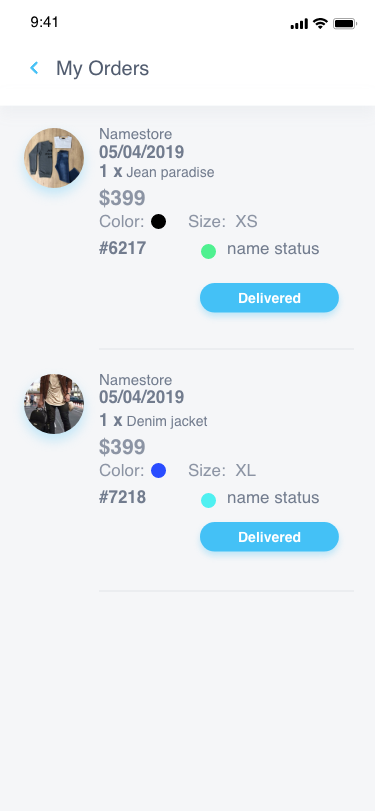 9:41
My Orders
Namestore
05/04/2019
1 x Jean paradise
$399
Color: Size: XS
#6217 name status
Delivered
Namestore
05/04/2019
1 x Denim jacket
$399
Color: Size: XL
#7218 name status
Delivered